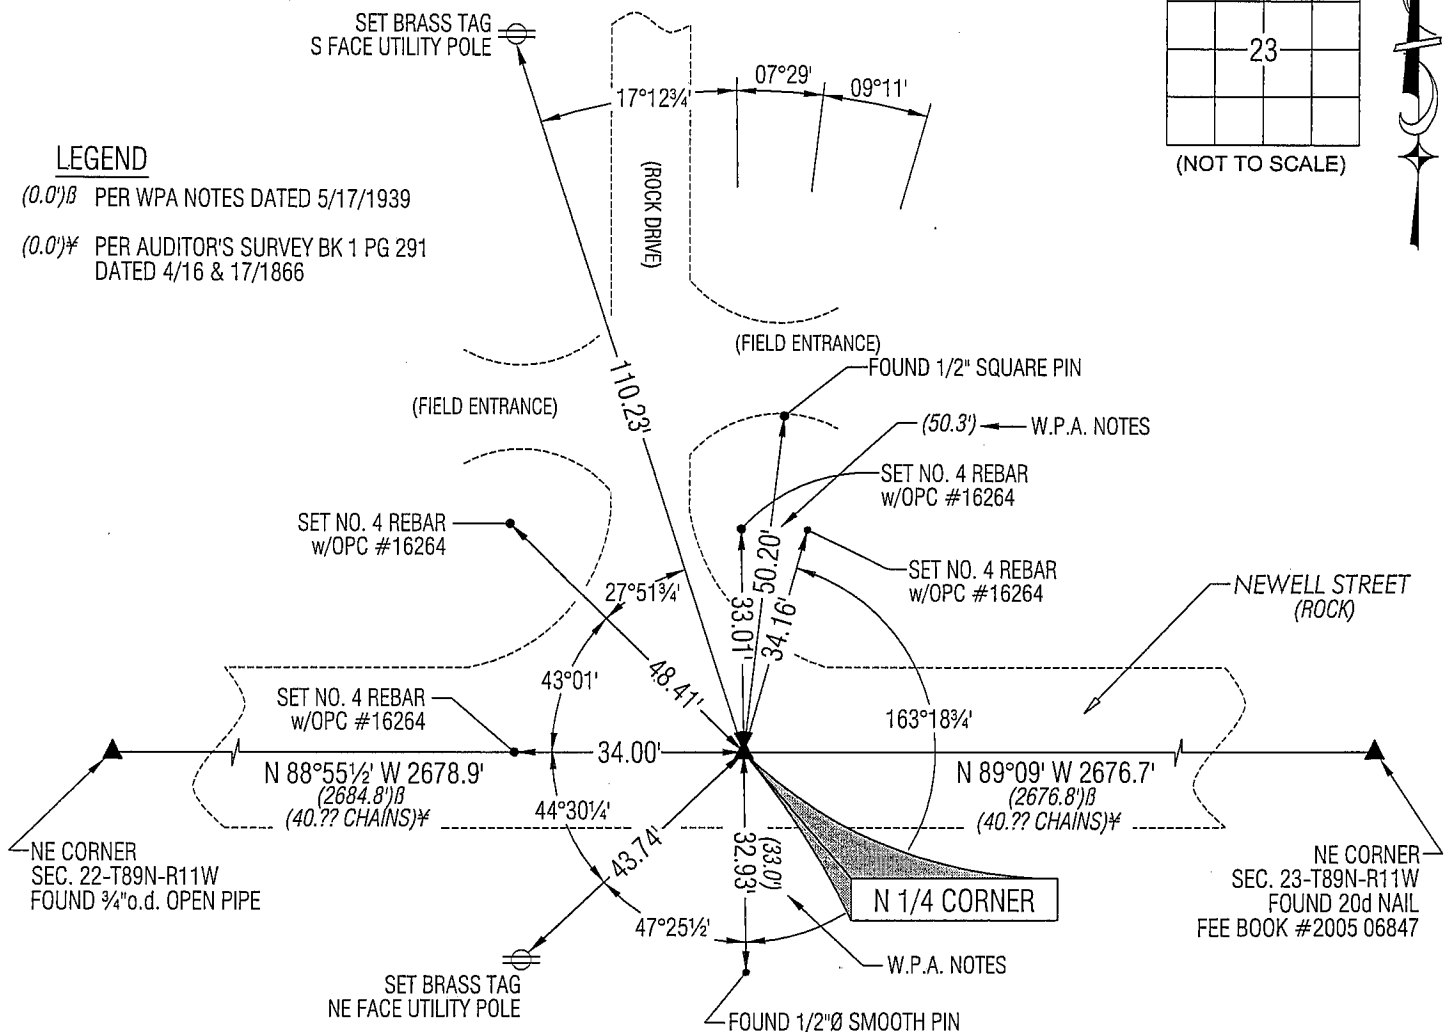 SET BRASS TAG
S FACE UTILITY POLE
17°12¾'
07°29'
09°11'
23
(NOT TO SCALE)
LEGEND
(0.0')ß PER WPA NOTES DATED 5/17/1939
(0.0')¥ PER AUDITOR'S SURVEY BK 1 PG 291
DATED 4/16 & 17/1866
(ROCK DRIVE)
(FIELD ENTRANCE)
FOUND 1/2" SQUARE PIN
(FIELD ENTRANCE)
110.23'
(50.3') W.P.A. NOTES
SET NO. 4 REBAR
w/OPC #16264
SET NO. 4 REBAR
w/OPC #16264
SET NO. 4 REBAR
w/OPC #16264
27°51¾'
33.01'
50.20'
34.16'
NEWELL STREET
(ROCK)
43°01'
48.41'
SET NO. 4 REBAR
w/OPC #16264
163°18¾'
34.00'
N 88°55½' W 2678.9'
(2684.8')ß
(40.?? CHAINS)¥
N 89°09' W 2676.7'
(2676.8')ß
(40.?? CHAINS)¥
44°30¼'
43.74'
32.93'
(33.0')
NE CORNER
SEC. 22-T89N-R11W
FOUND ¾"o.d. OPEN PIPE
N 1/4 CORNER
NE CORNER
SEC. 23-T89N-R11W
FOUND 20d NAIL
FEE BOOK #2005 06847
47°25½'
W.P.A. NOTES
SET BRASS TAG
NE FACE UTILITY POLE
FOUND 1/2"Ø SMOOTH PIN